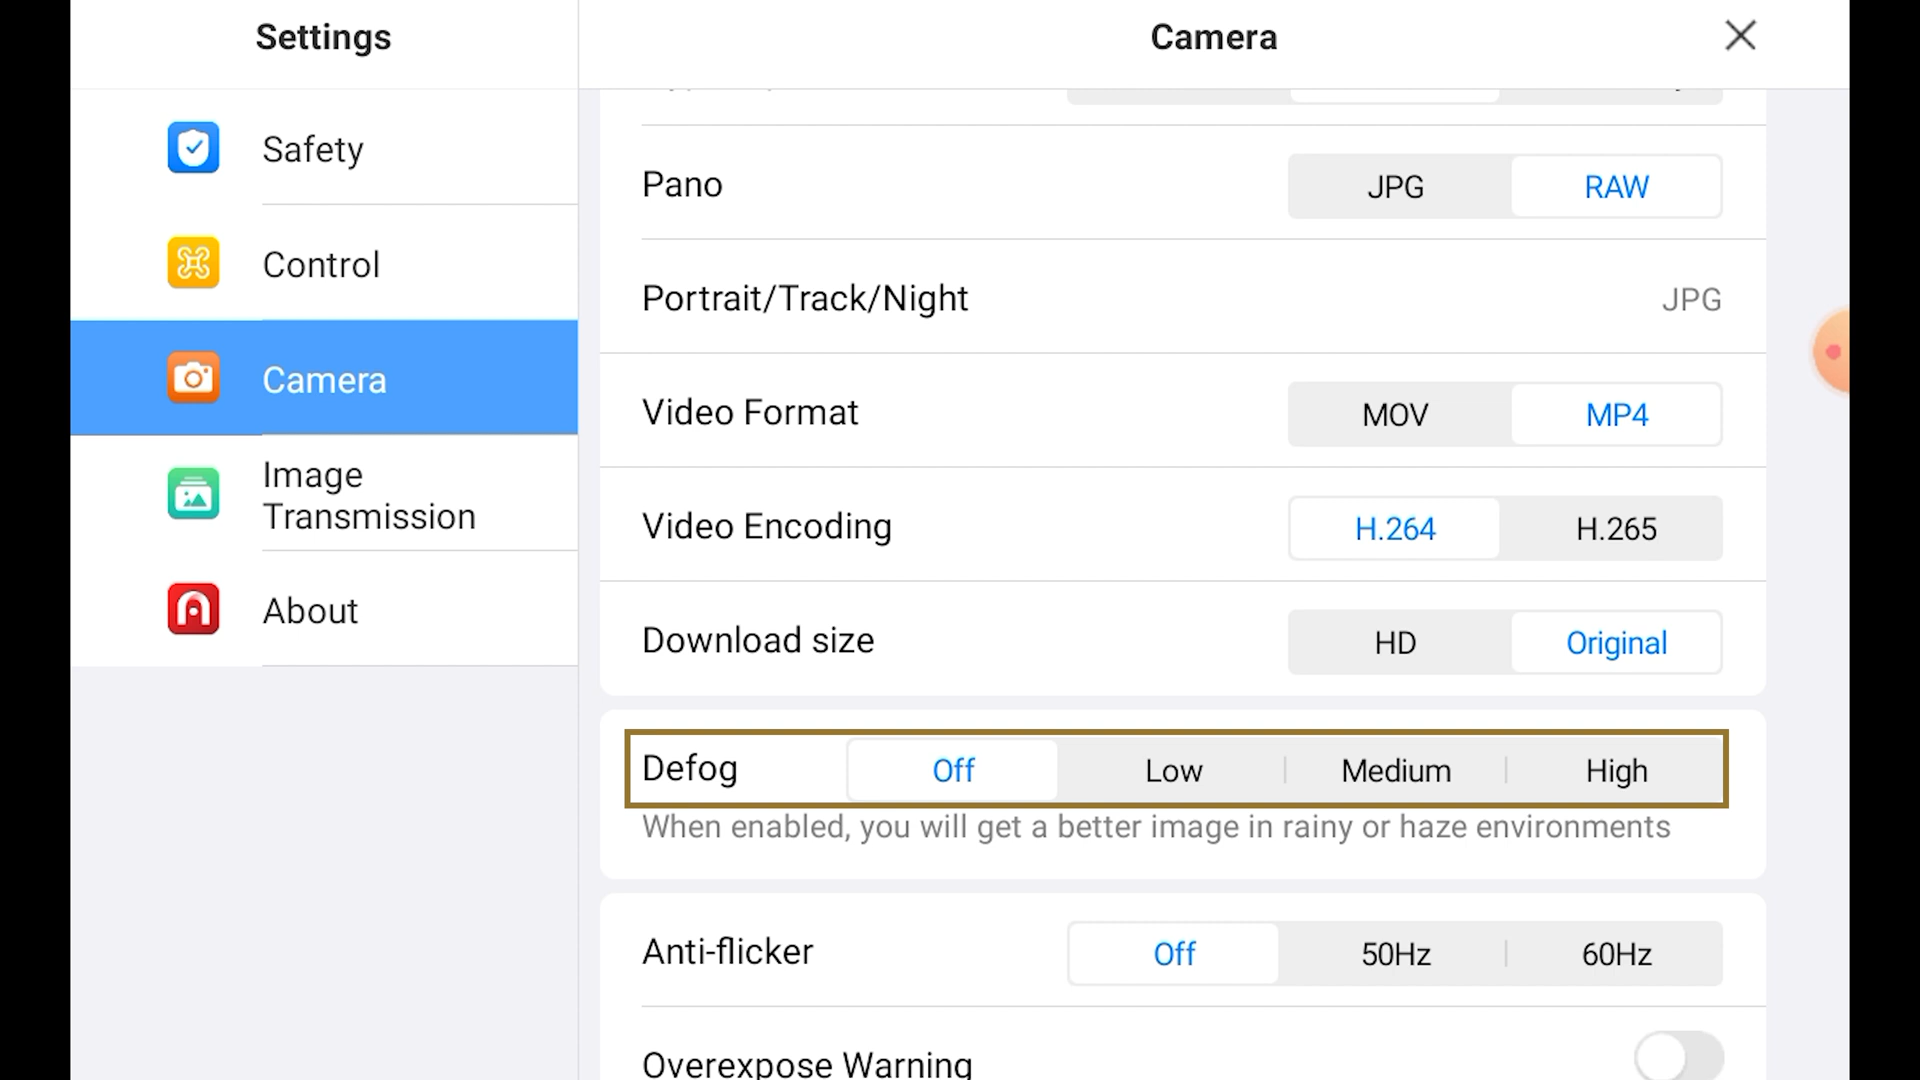 Settings
Camera
Safety
Control
Camera
Image
Transmission
About
Pano JPG RAW
Portrait/Track/Night JPG
Video Format MOV MP4
Video Encoding H.264 H.265
Download size HD Original
Defog Off Low Medium High
When enabled, you will get a better image in rainy or haze environments
Anti-flicker Off 50Hz 60Hz
Overexpose Warning